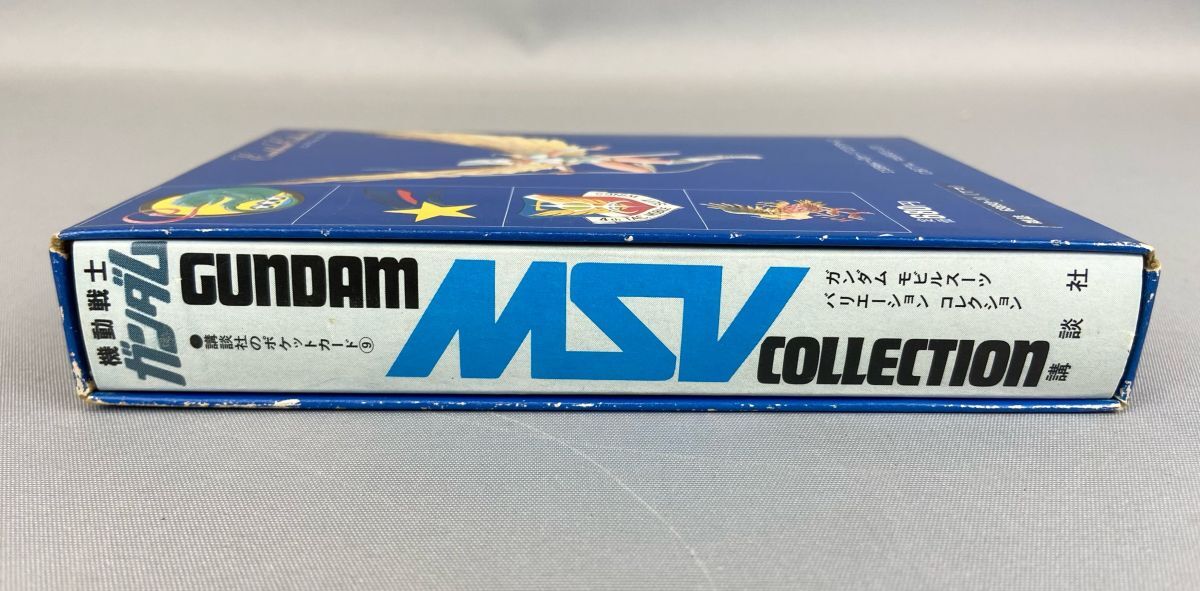 機動戦士
ガンダム
GUNDAM
●講談社のポケットカード⑨
MSV
ガンダム モビルスーツ
バリエーション コレクション
COLLECTION
講談社